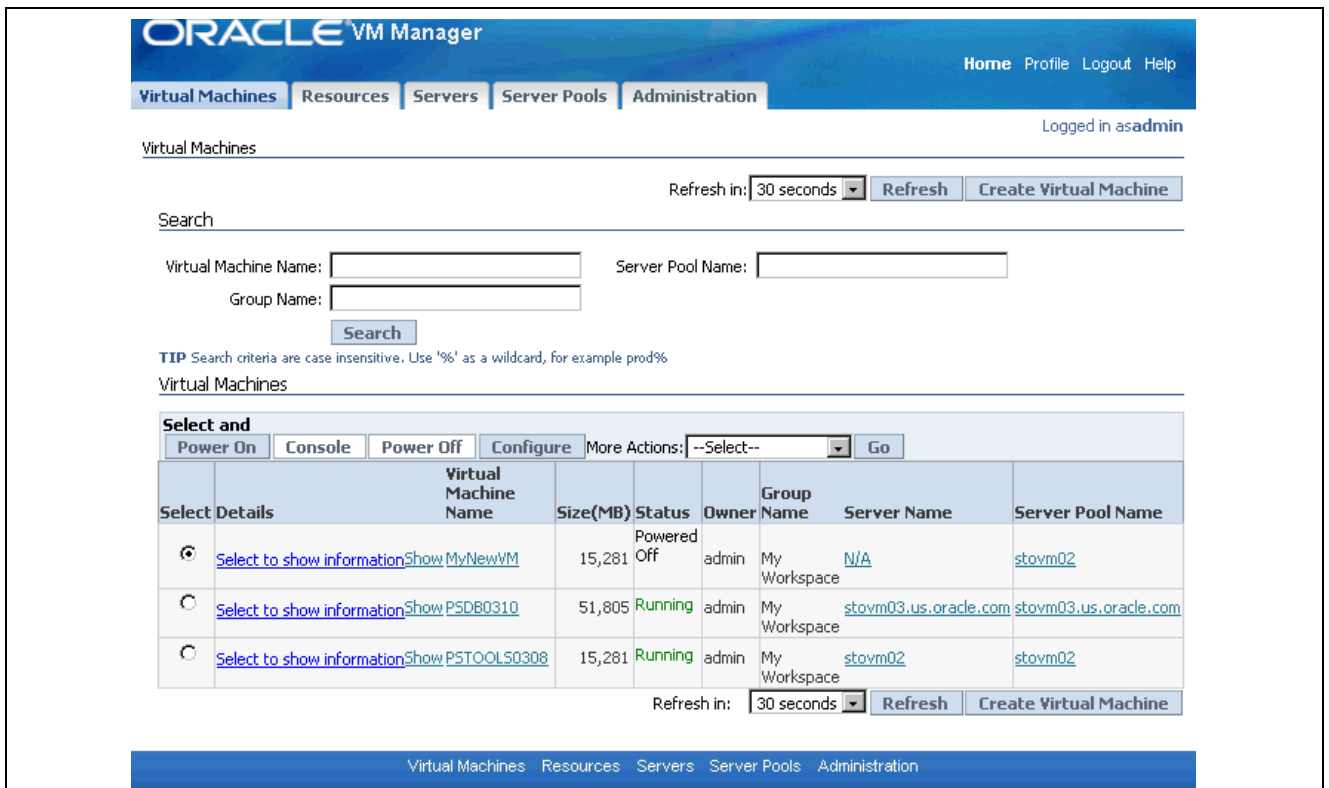 ORACLE VM Manager
Home Profile Logout Help
Virtual Machines Resources Servers Server Pools Administration
Logged in asadmin
Virtual Machines
Refresh in: 30 seconds Refresh Create Virtual Machine
Search
Virtual Machine Name: Server Pool Name:
Group Name:
Search
TIP Search criteria are case insensitive. Use '%' as a wildcard, for example prod%
Virtual Machines
Select and
Power On Console Power Off Configure More Actions: --Select-- Go
Select Details Virtual Machine Name Size(MB) Status Owner Group Name Server Name Server Pool Name
Select to show informationShow MyNewVM 15,281 Powered Off admin My Workspace N/A stovm02
Select to show informationShow PSDB0310 51,805 Running admin My Workspace stovm03.us.oracle.com stovm03.us.oracle.com
Select to show informationShow PSTOOLS0308 15,281 Running admin My Workspace stovm02 stovm02
Refresh in: 30 seconds Refresh Create Virtual Machine
Virtual Machines Resources Servers Server Pools Administration